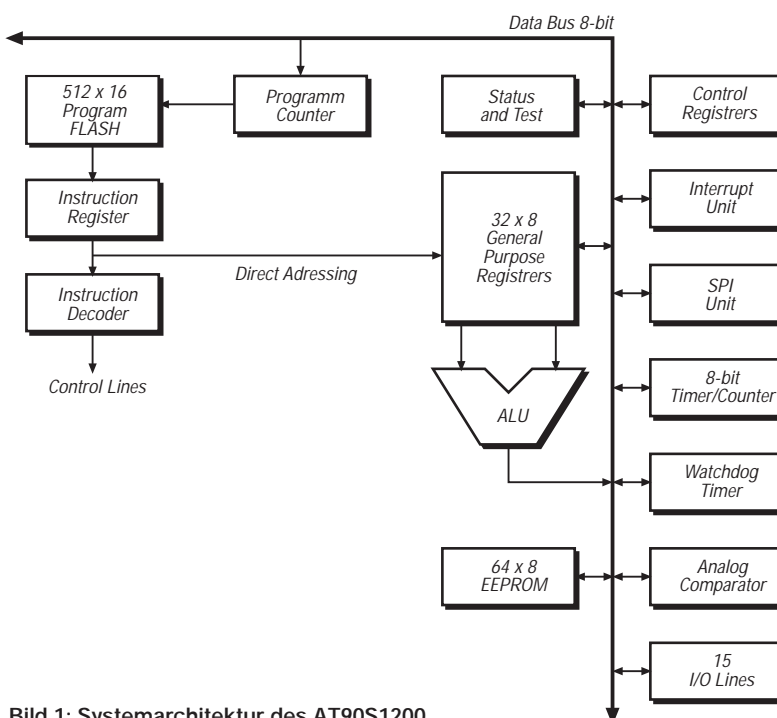 Data Bus 8-bit
512 x 16
Program
FLASH
Programm
Counter
Status
and Test
Control
Registrers
Instruction
Register
32 x 8
General
Purpose
Registrers
Interrupt
Unit
Direct Adressing
Instruction
Decoder
SPI
Unit
Control Lines
ALU
8-bit
Timer/Counter
Watchdog
Timer
64 x 8
EEPROM
Analog
Comparator
15
I/O Lines
Bild 1: Systemarchitektur des AT90S1200